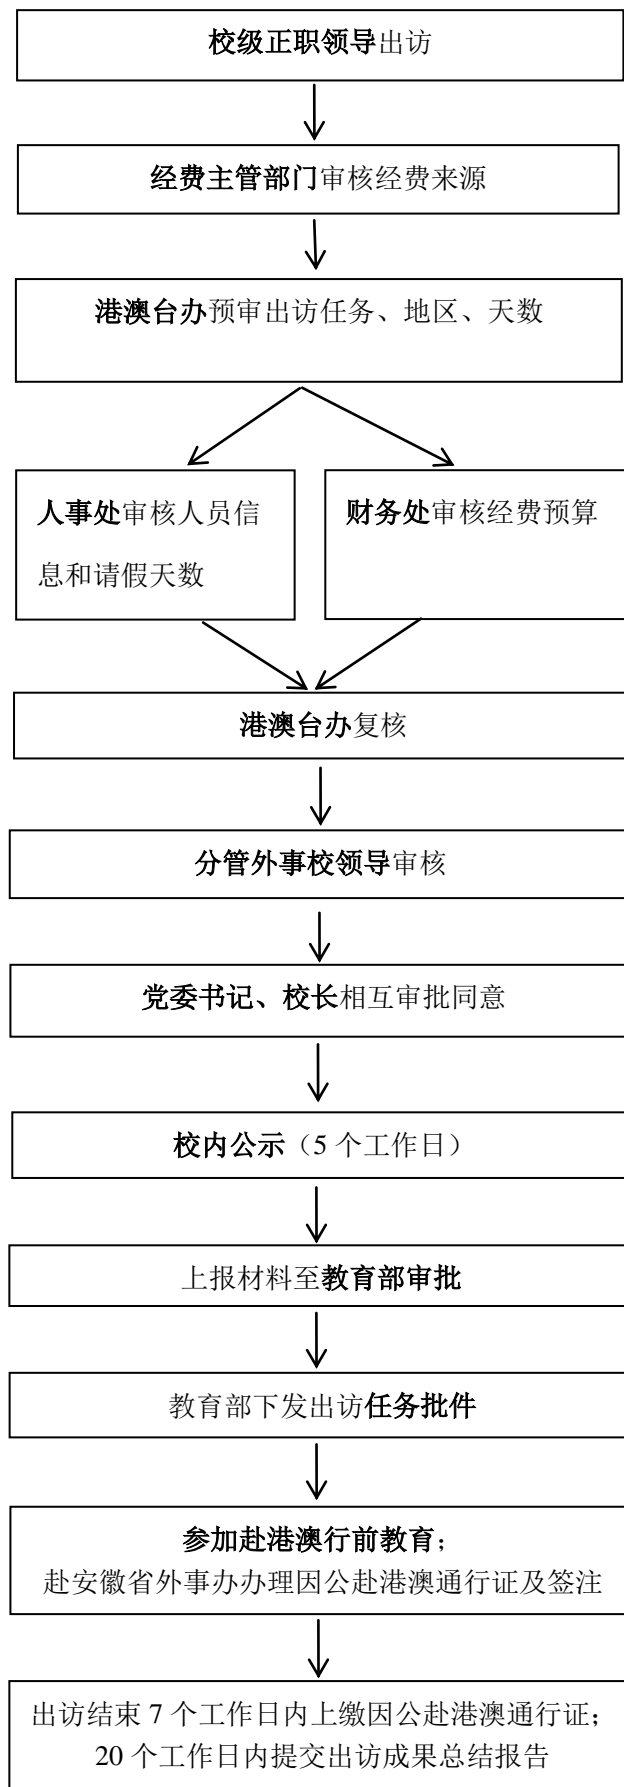 校级正职领导出访
经费主管部门审核经费来源
港澳台办预审出访任务、地区、天数
人事处审核人员信
息和请假天数
财务处审核经费预算
港澳台办复核
分管外事校领导审核
党委书记、校长相互审批同意
校内公示（5 个工作日）
上报材料至教育部审批
教育部下发出访任务批件
参加赴港澳行前教育；
赴安徽省外事办办理因公赴港澳通行证及签注
出访结束 7 个工作日内上缴因公赴港澳通行证；
20 个工作日内提交出访成果总结报告